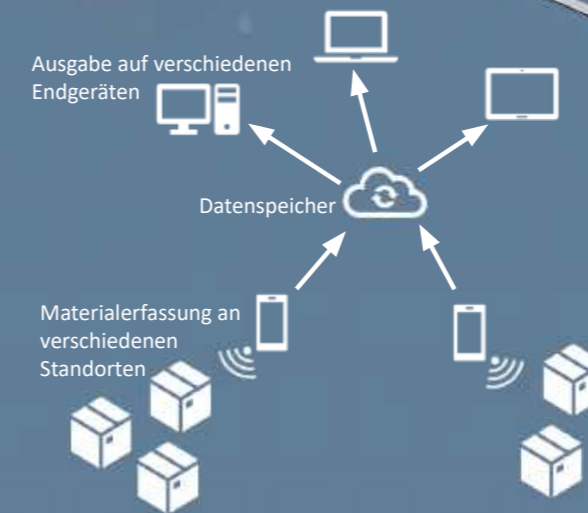 Ausgabe auf verschiedenen
Endgeräten
Datenspeicher
Materialerfassung an
verschiedenen
Standorten